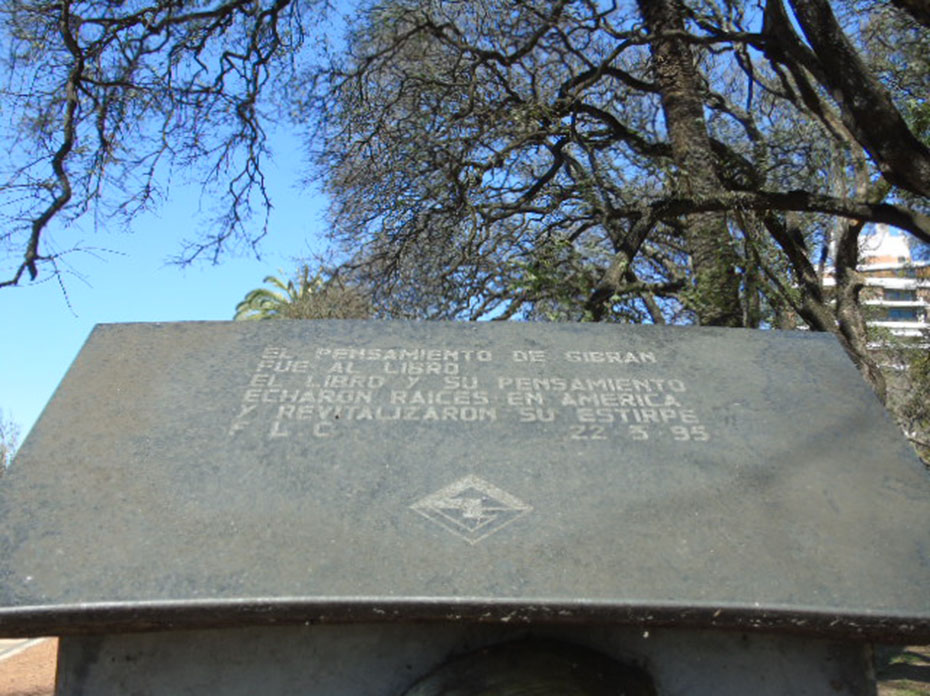 EL PENSAMIENTO DE GIBRAN
FUE AL LIBRO
EL LIBRO Y SU PENSAMIENTO
ECHARON RAICES EN AMERICA
Y REVITALIZARON SU ESTIRPE
F L C 22 5 95